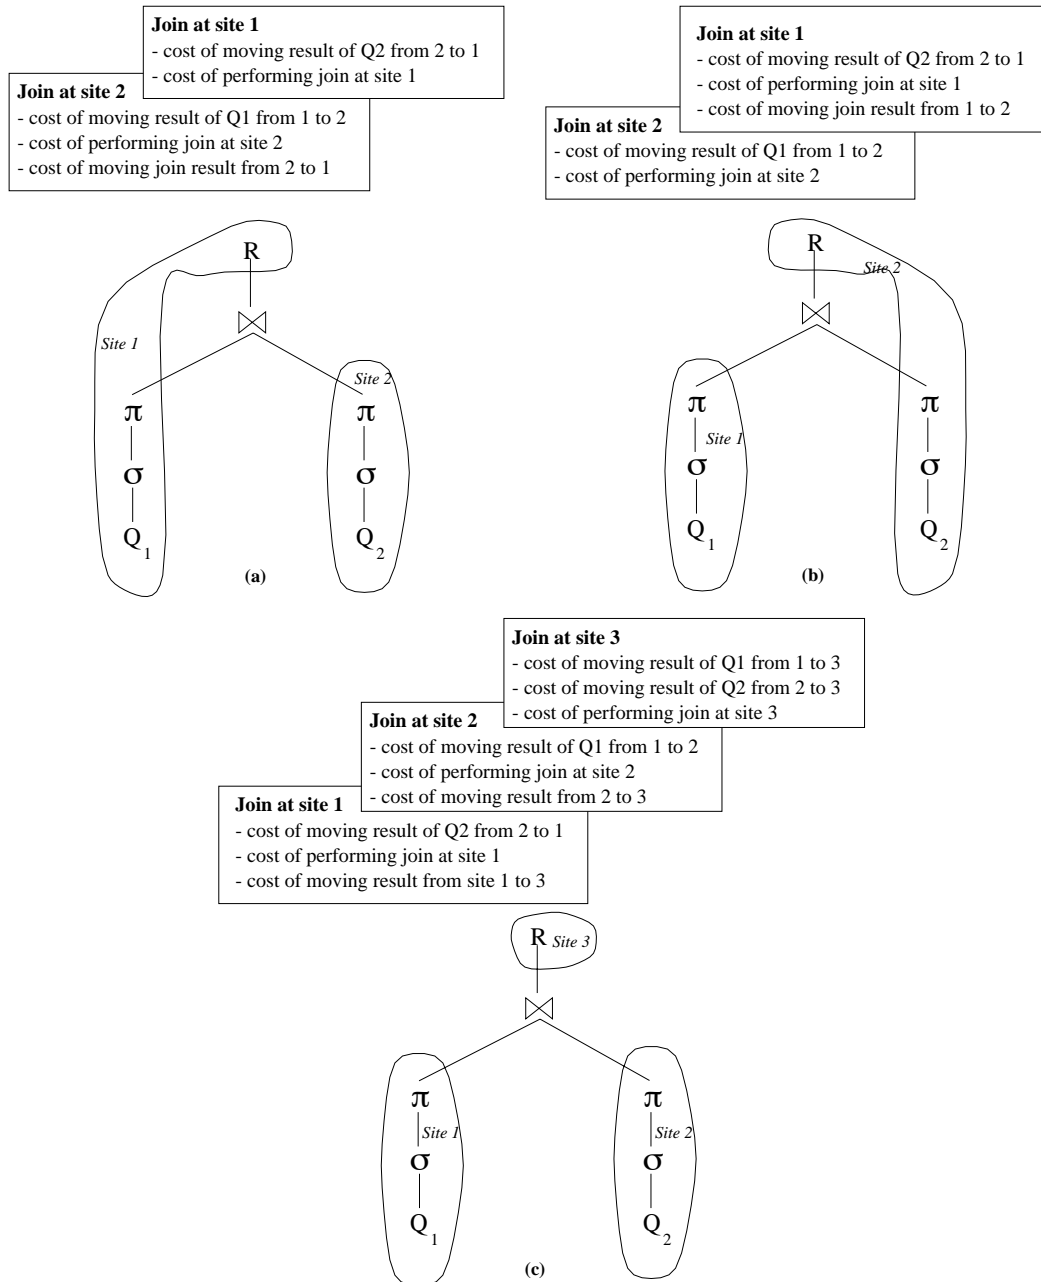 Join at site 1
- cost of moving result of Q2 from 2 to 1
- cost of performing join at site 1
Join at site 2
- cost of moving result of Q1 from 1 to 2
- cost of performing join at site 2
- cost of moving join result from 2 to 1
R
Site 1
Site 2
π
π
σ
σ
Q1
Q2
(a)
Join at site 1
- cost of moving result of Q2 from 2 to 1
- cost of performing join at site 1
- cost of moving join result from 1 to 2
Join at site 2
- cost of moving result of Q1 from 1 to 2
- cost of performing join at site 2
R
Site 2
π
π
Site 1
σ
σ
Q1
Q2
(b)
Join at site 3
- cost of moving result of Q1 from 1 to 3
- cost of moving result of Q2 from 2 to 3
- cost of performing join at site 3
Join at site 2
- cost of moving result of Q1 from 1 to 2
- cost of performing join at site 2
- cost of moving result from 2 to 3
Join at site 1
- cost of moving result of Q2 from 2 to 1
- cost of performing join at site 1
- cost of moving result from site 1 to 3
R Site 3
π
π
Site 1
Site 2
σ
σ
Q1
Q2
(c)